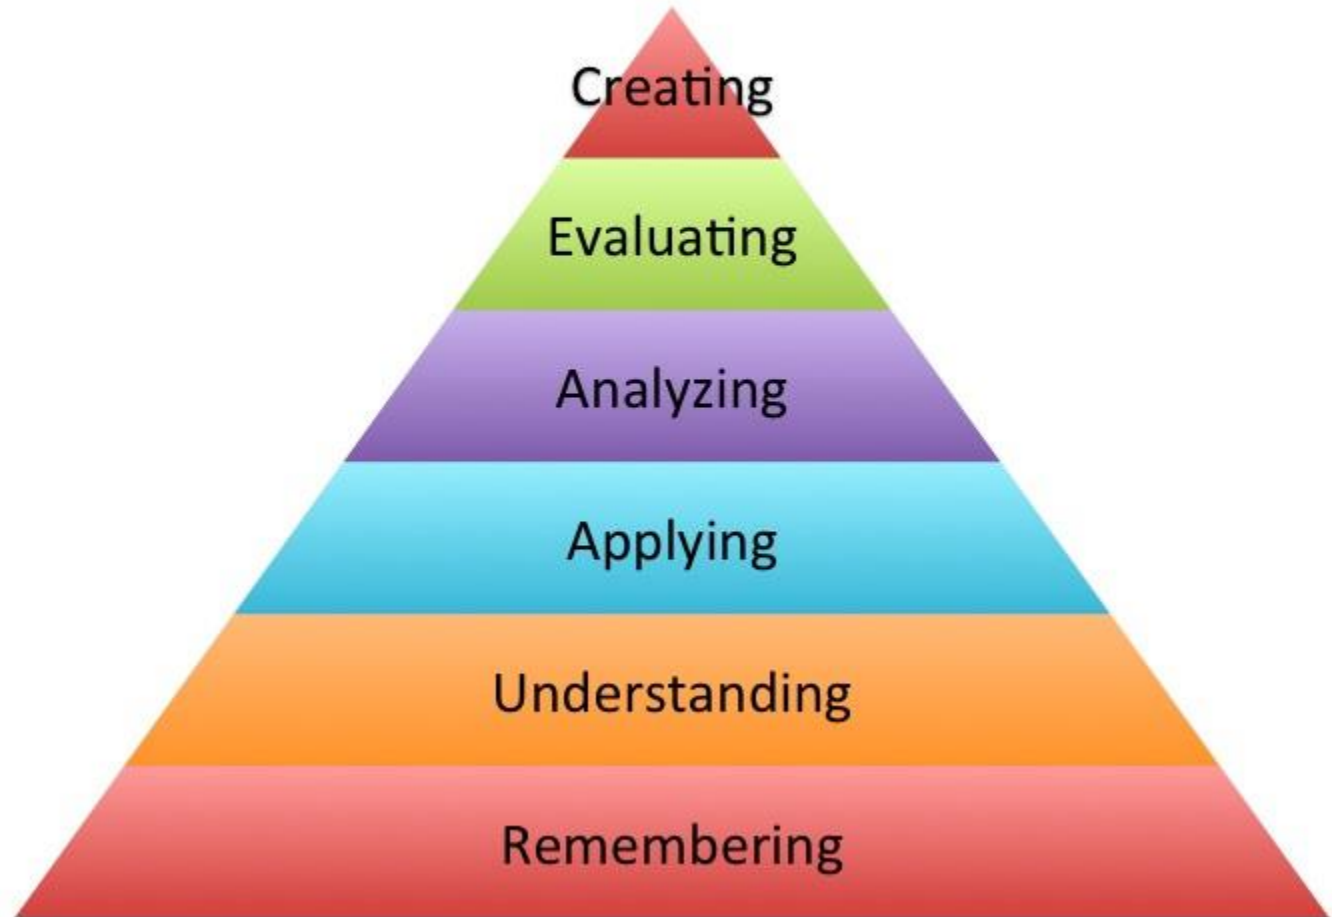 Creating
Evaluating
Analyzing
Applying
Understanding
Remembering